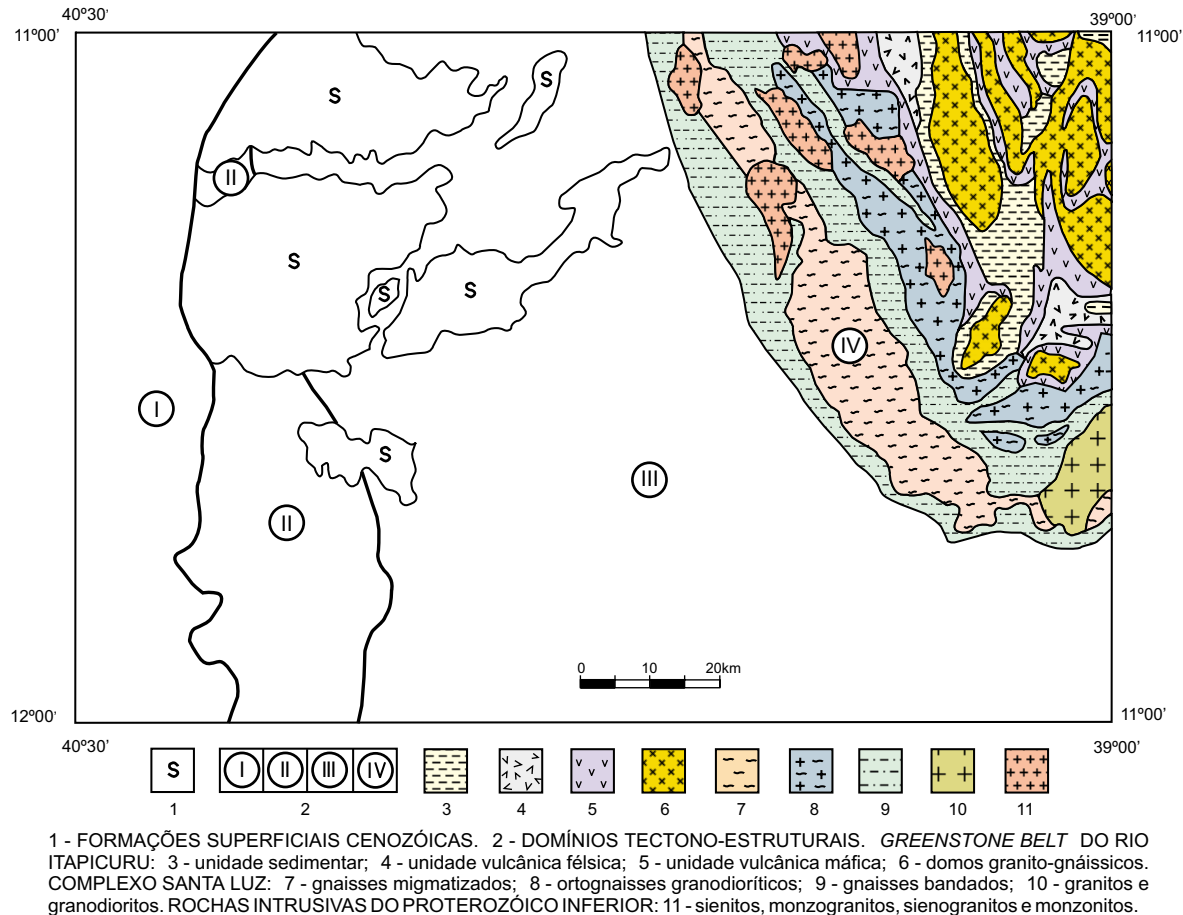 40º30’
39º00’
11º00’
11º00’
S
S
II
S
S
S
IV
I
S
III
II
0 10 20km
12º00’
11º00’
40º30’
39º00’
S I II III IV
1 2 3 4 5 6 7 8 9 10 11
1 - FORMAÇÕES SUPERFICIAIS CENOZÓICAS. 2 - DOMÍNIOS TECTONO-ESTRUTURAIS. GREENSTONE BELT DO RIO
ITAPICURU: 3 - unidade sedimentar; 4 - unidade vulcânica félsica; 5 - unidade vulcânica máfica; 6 - domos granito-gnáissicos.
COMPLEXO SANTA LUZ: 7 - gnaisses migmatizados; 8 - ortognaisses granodioríticos; 9 - gnaisses bandados; 10 - granitos e
granodioritos. ROCHAS INTRUSIVAS DO PROTEROZÓICO INFERIOR: 11 - sienitos, monzogranitos, sienogranitos e monzonitos.